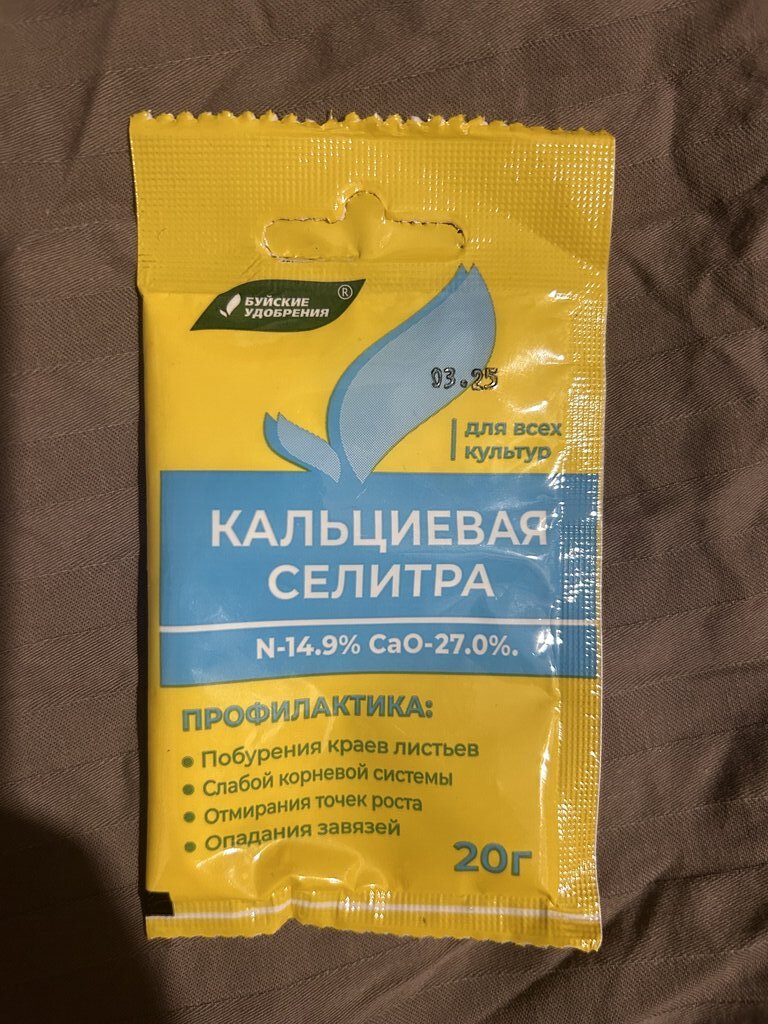 БУЙСКИЕ
УДОБРЕНИЯ ®
03.25
для всех
культур
КАЛЬЦИЕВАЯ
СЕЛИТРА
N-14.9% CaO-27.0%.
ПРОФИЛАКТИКА:
• Побурения краев листьев
• Слабой корневой системы
• Отмирания точек роста
• Опадания завязей
20г